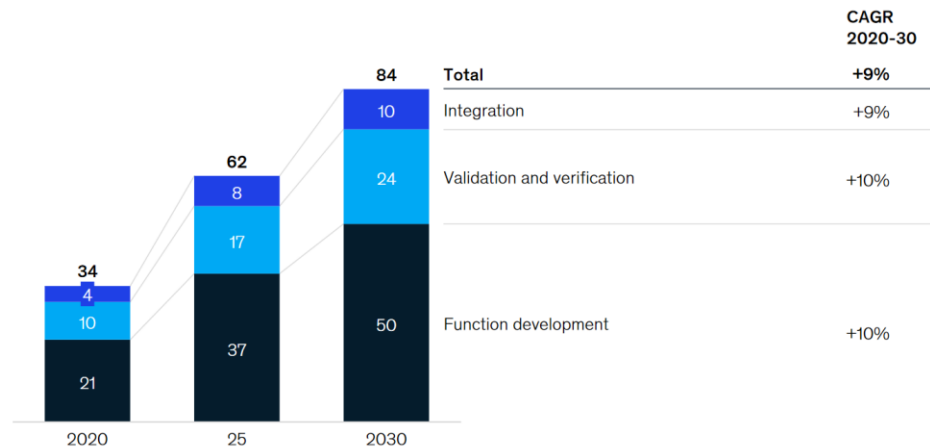 CAGR
2020-30
84 Total +9%
10 Integration +9%
62
8
24 Validation and verification +10%
17
34
4
10
50 Function development +10%
37
21
2020 25 2030